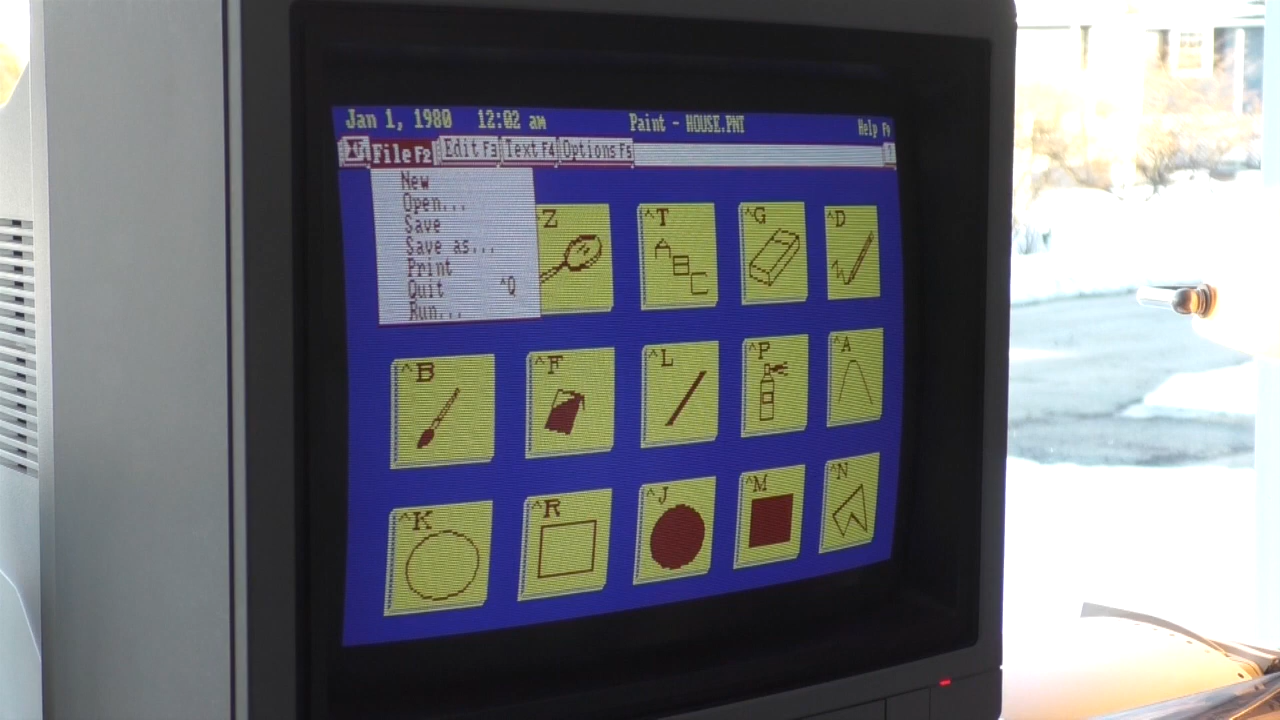 Jan 1, 1980 12:02 am Paint - HOUSE.PNT Help F9
File F2 Edit F3 Text F4 Options F5
New
Open...
Save
Save as...
Print
Quit ^Q
Run...
Z ^T ^G ^D
A
B
C
^B ^F ^L ^P ^A
^K ^R ^J ^M ^N